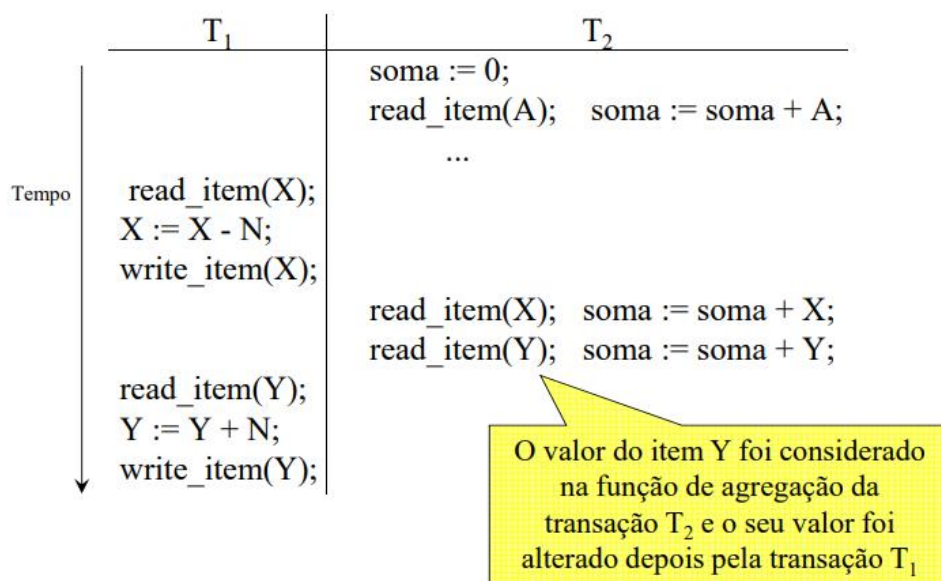 T₁ T₂
soma := 0;
read_item(A); soma := soma + A;
...
Tempo
read_item(X);
X := X - N;
write_item(X);
read_item(X); soma := soma + X;
read_item(Y); soma := soma + Y;
read_item(Y);
Y := Y + N;
write_item(Y);
O valor do item Y foi considerado
na função de agregação da
transação T₂ e o seu valor foi
alterado depois pela transação T₁